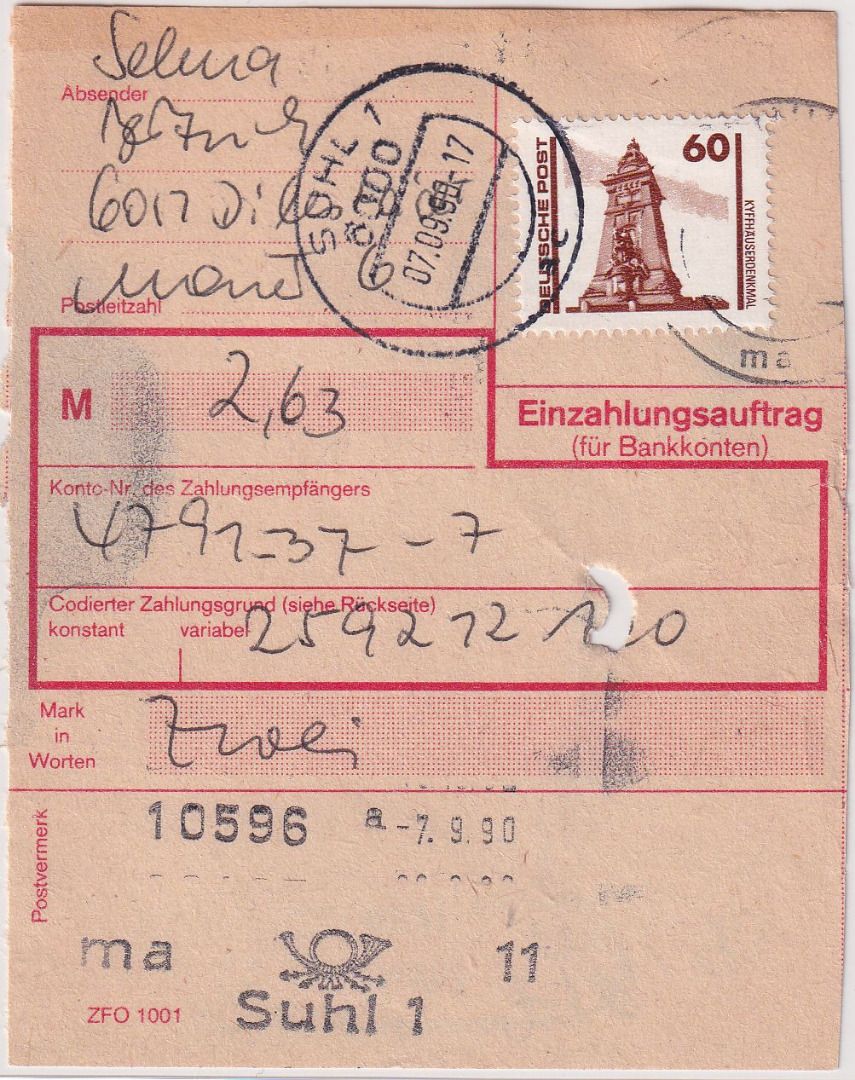 Selma
Absender
6017
Postleitzahl
SUHL 1
6000
07.09.90-17
DEUTSCHE POST
60
KYFFHÄUSERDENKMAL
ma
M
2,63
Einzahlungsauftrag
(für Bankkonten)
Konto-Nr. des Zahlungsempfängers
4791-37-7
Codierter Zahlungsgrund (siehe Rückseite)
konstant variabel
259212
Mark
in
Worten
Zwei
Postvermerk
10596 a -7.9.90
ma 11
Suhl 1
ZFO 1001